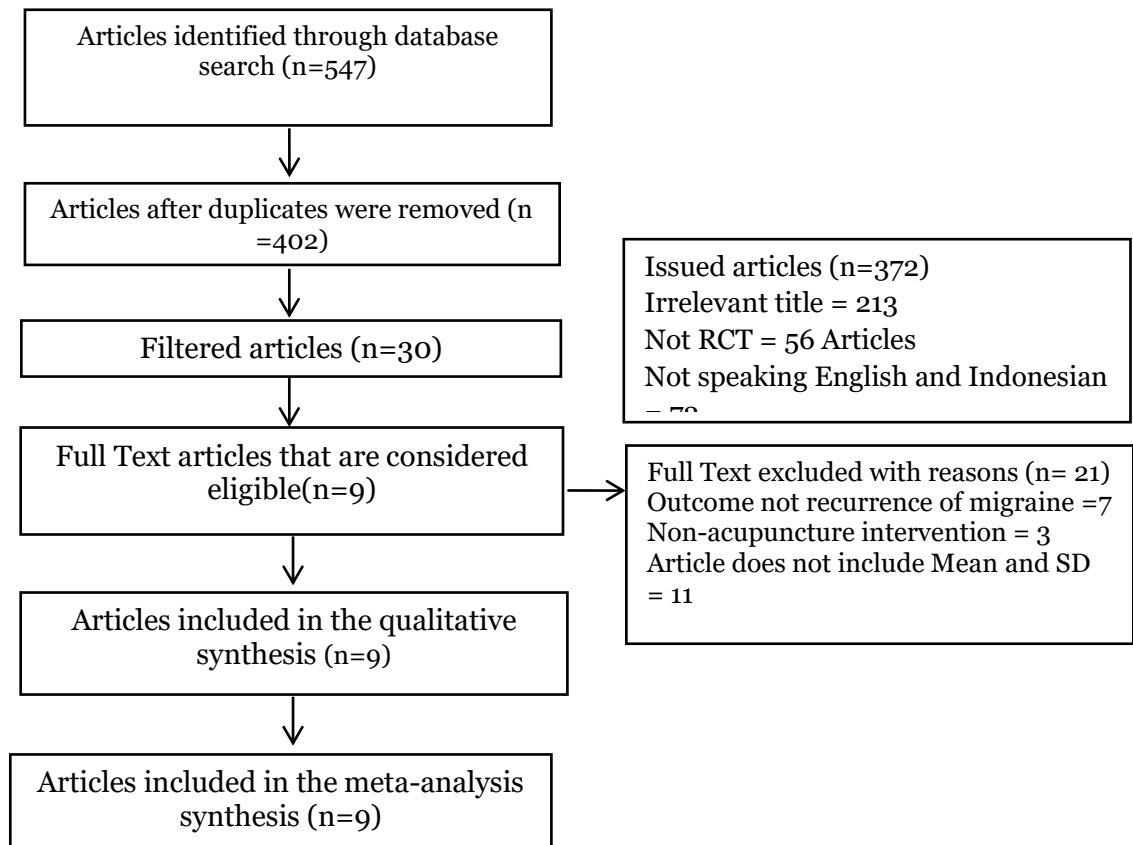 Articles identified through database
search (n=547)
Articles after duplicates were removed (n
=402)
Filtered articles (n=30)
Issued articles (n=372)
Irrelevant title = 213
Not RCT = 56 Articles
Not speaking English and Indonesian
=
Full Text articles that are considered
eligible(n=9)
Full Text excluded with reasons (n= 21)
Outcome not recurrence of migraine =7
Non-acupuncture intervention = 3
Article does not include Mean and SD
= 11
Articles included in the qualitative
synthesis (n=9)
Articles included in the meta-analysis
synthesis (n=9)